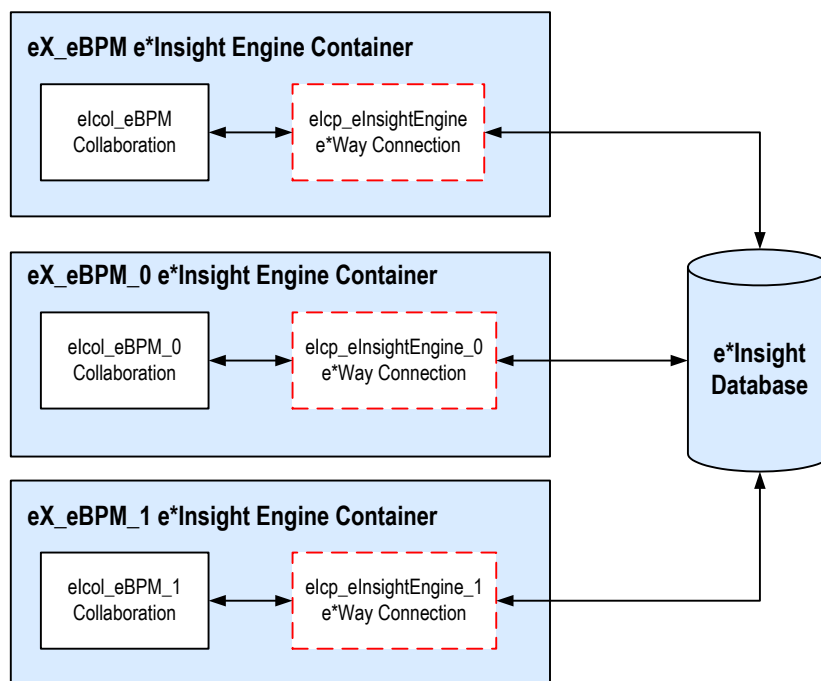 eX_eBPM e*Insight Engine Container
eIcol_eBPM
Collaboration
eIcp_eInsightEngine
e*Way Connection
eX_eBPM_0 e*Insight Engine Container
eIcol_eBPM_0
Collaboration
eIcp_eInsightEngine_0
e*Way Connection
e*Insight
Database
eX_eBPM_1 e*Insight Engine Container
eIcol_eBPM_1
Collaboration
eIcp_eInsightEngine_1
e*Way Connection